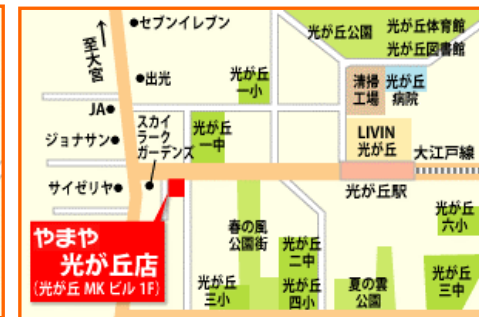 至大宮
セブンイレブン
出光
JA
ジョナサン
サイゼリヤ
スカイ
ラーク
ガーデンズ
光が丘
一小
光が丘
一中
光が丘公園
光が丘体育館
光が丘図書館
清掃
工場
光が丘
病院
LIVIN
光が丘
大江戸線
光が丘駅
やまや
光が丘店
(光が丘 MK ビル 1F)
春の風
公園街
光が丘
三小
光が丘
二中
光が丘
四小
夏の雲
公園
光が丘
六小
光が丘
三中